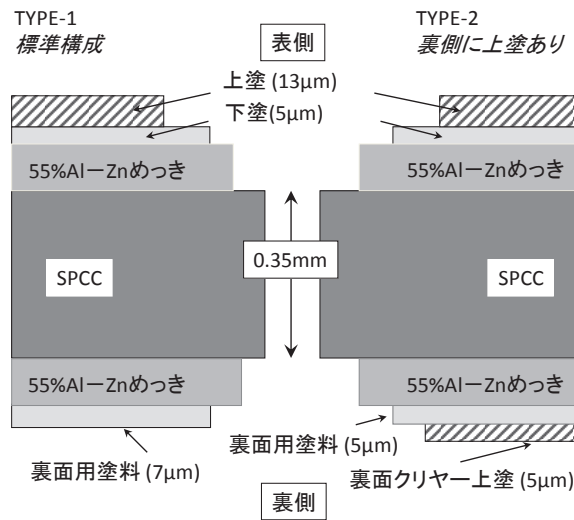 TYPE-1
標準構成
表側
TYPE-2
裏側に上塗あり
上塗 (13μm)
下塗(5μm)
55%Al－Znめっき
55%Al－Znめっき
SPCC
0.35mm
SPCC
55%Al－Znめっき
55%Al－Znめっき
裏面用塗料 (7μm)
裏面用塗料 (5μm)
裏面クリヤー上塗 (5μm)
裏側